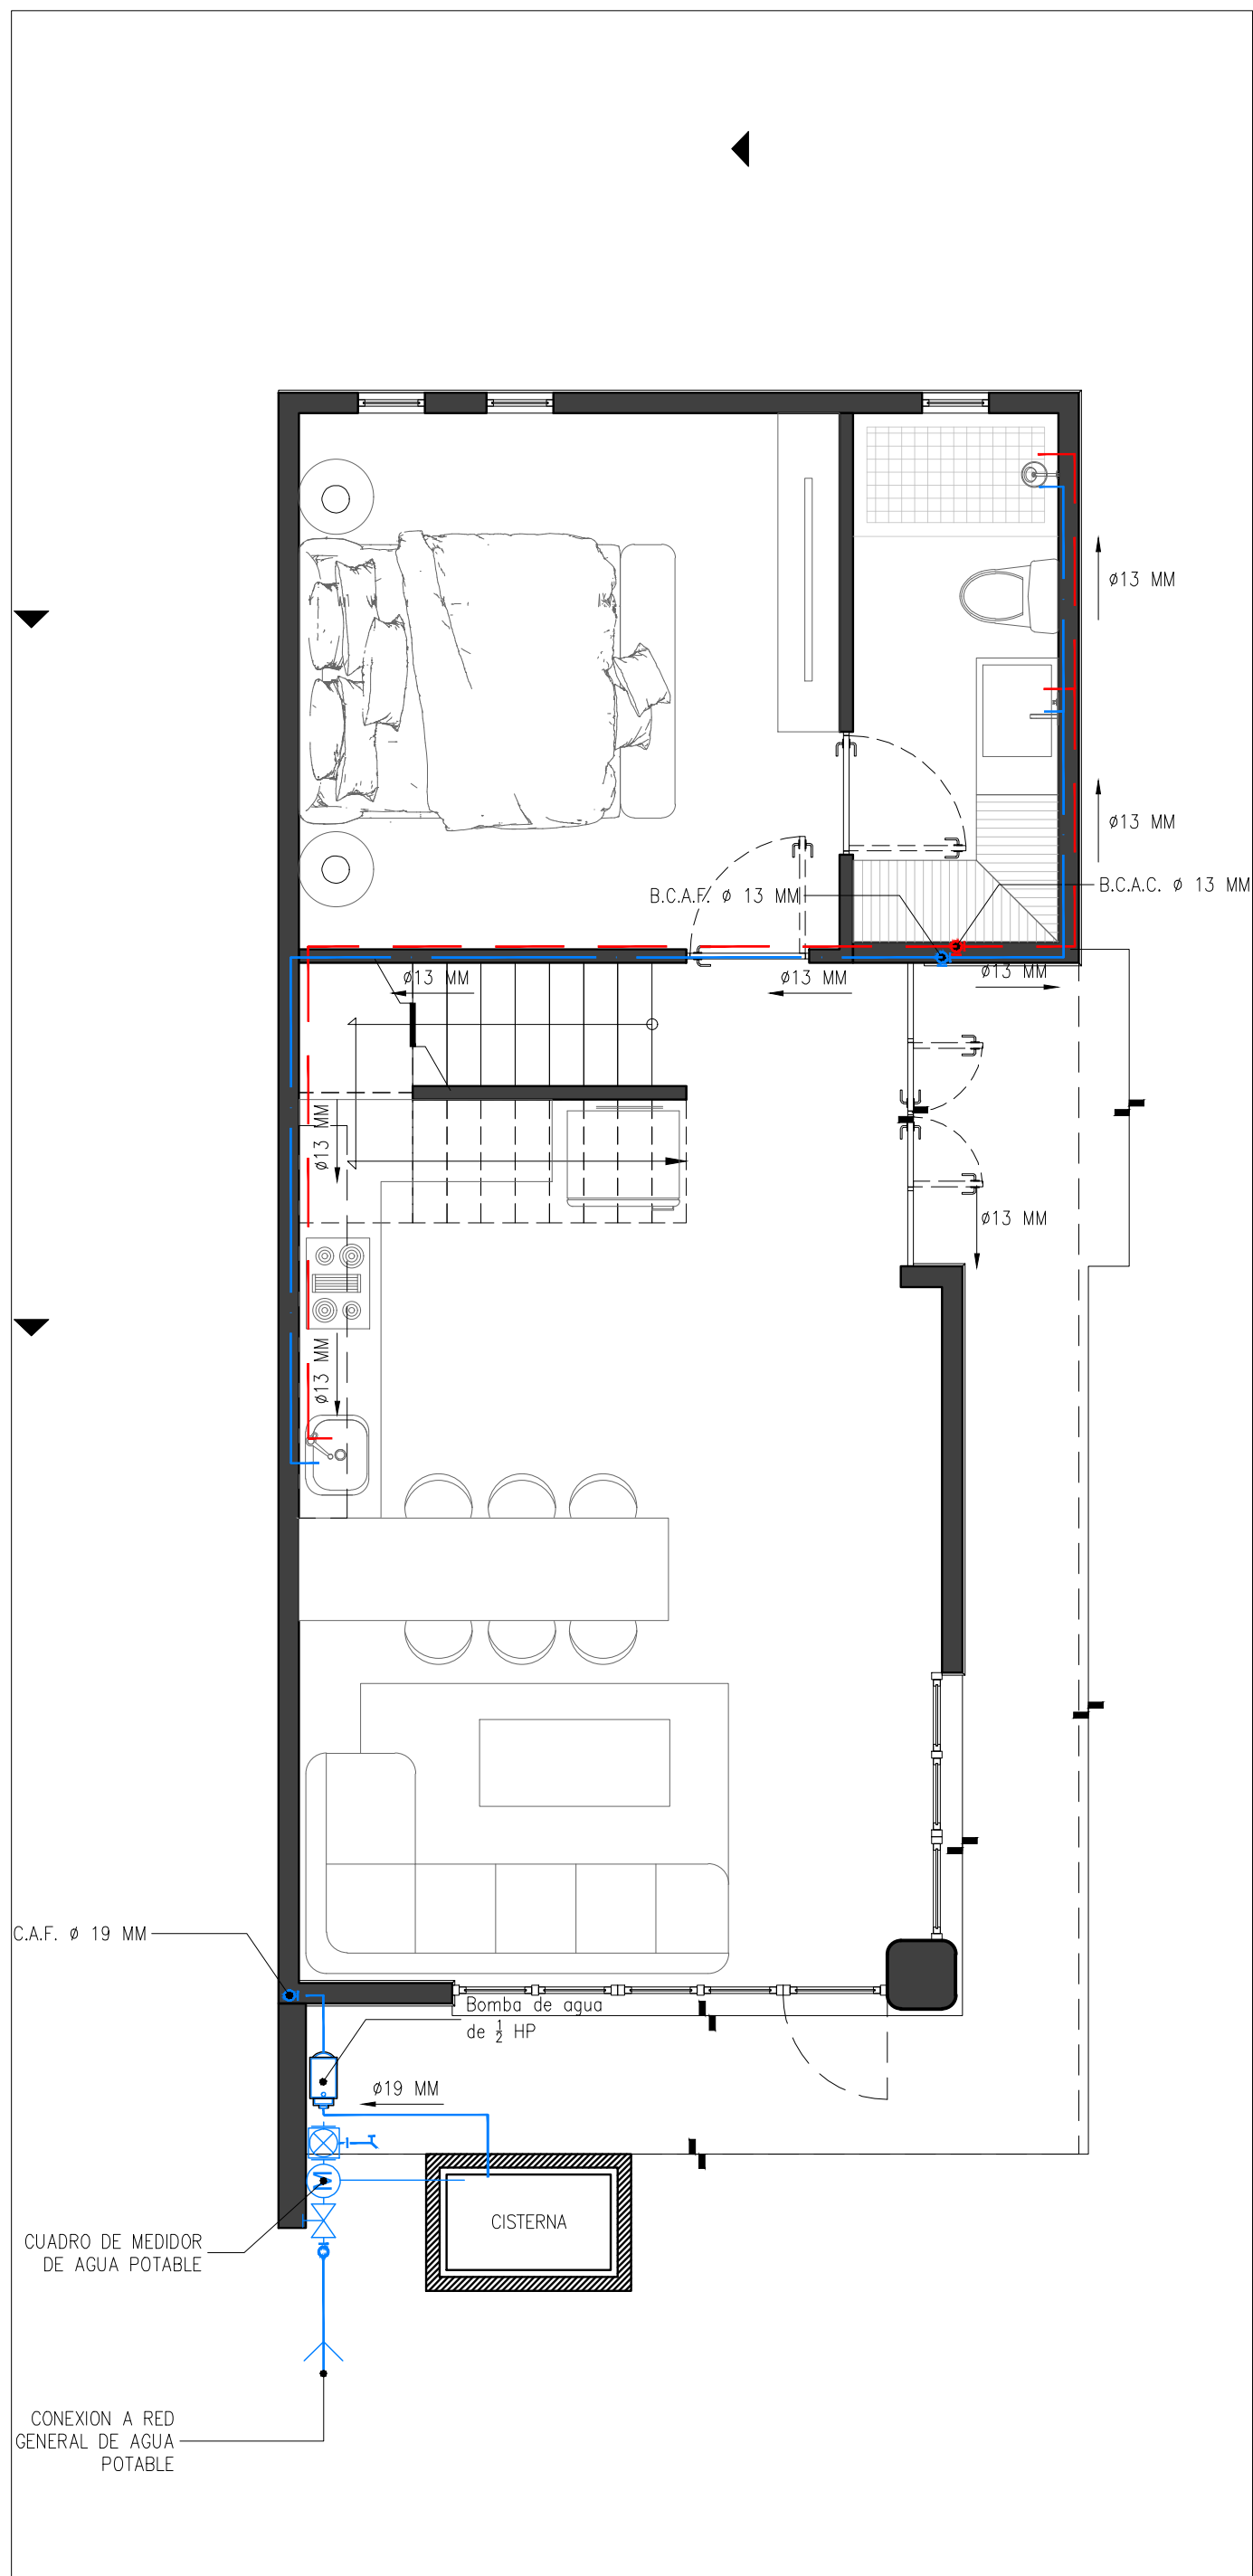 ø13 MM
ø13 MM
B.C.A.F. ø 13 MM
B.C.A.C. ø 13 MM
ø13 MM
ø13 MM
ø13 MM
ø13 MM
ø13 MM
ø13 MM
C.A.F. ø 19 MM
Bomba de agua
de ½ HP
ø19 MM
M
CISTERNA
CUADRO DE MEDIDOR
DE AGUA POTABLE
CONEXION A RED
GENERAL DE AGUA
POTABLE